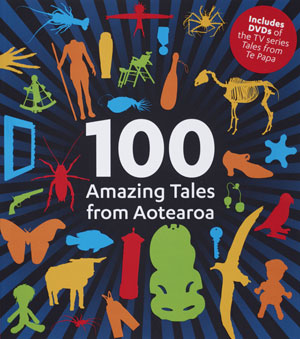 Includes
DVDs of
the TV series
Tales from
Te Papa
100
Amazing Tales
from Aotearoa